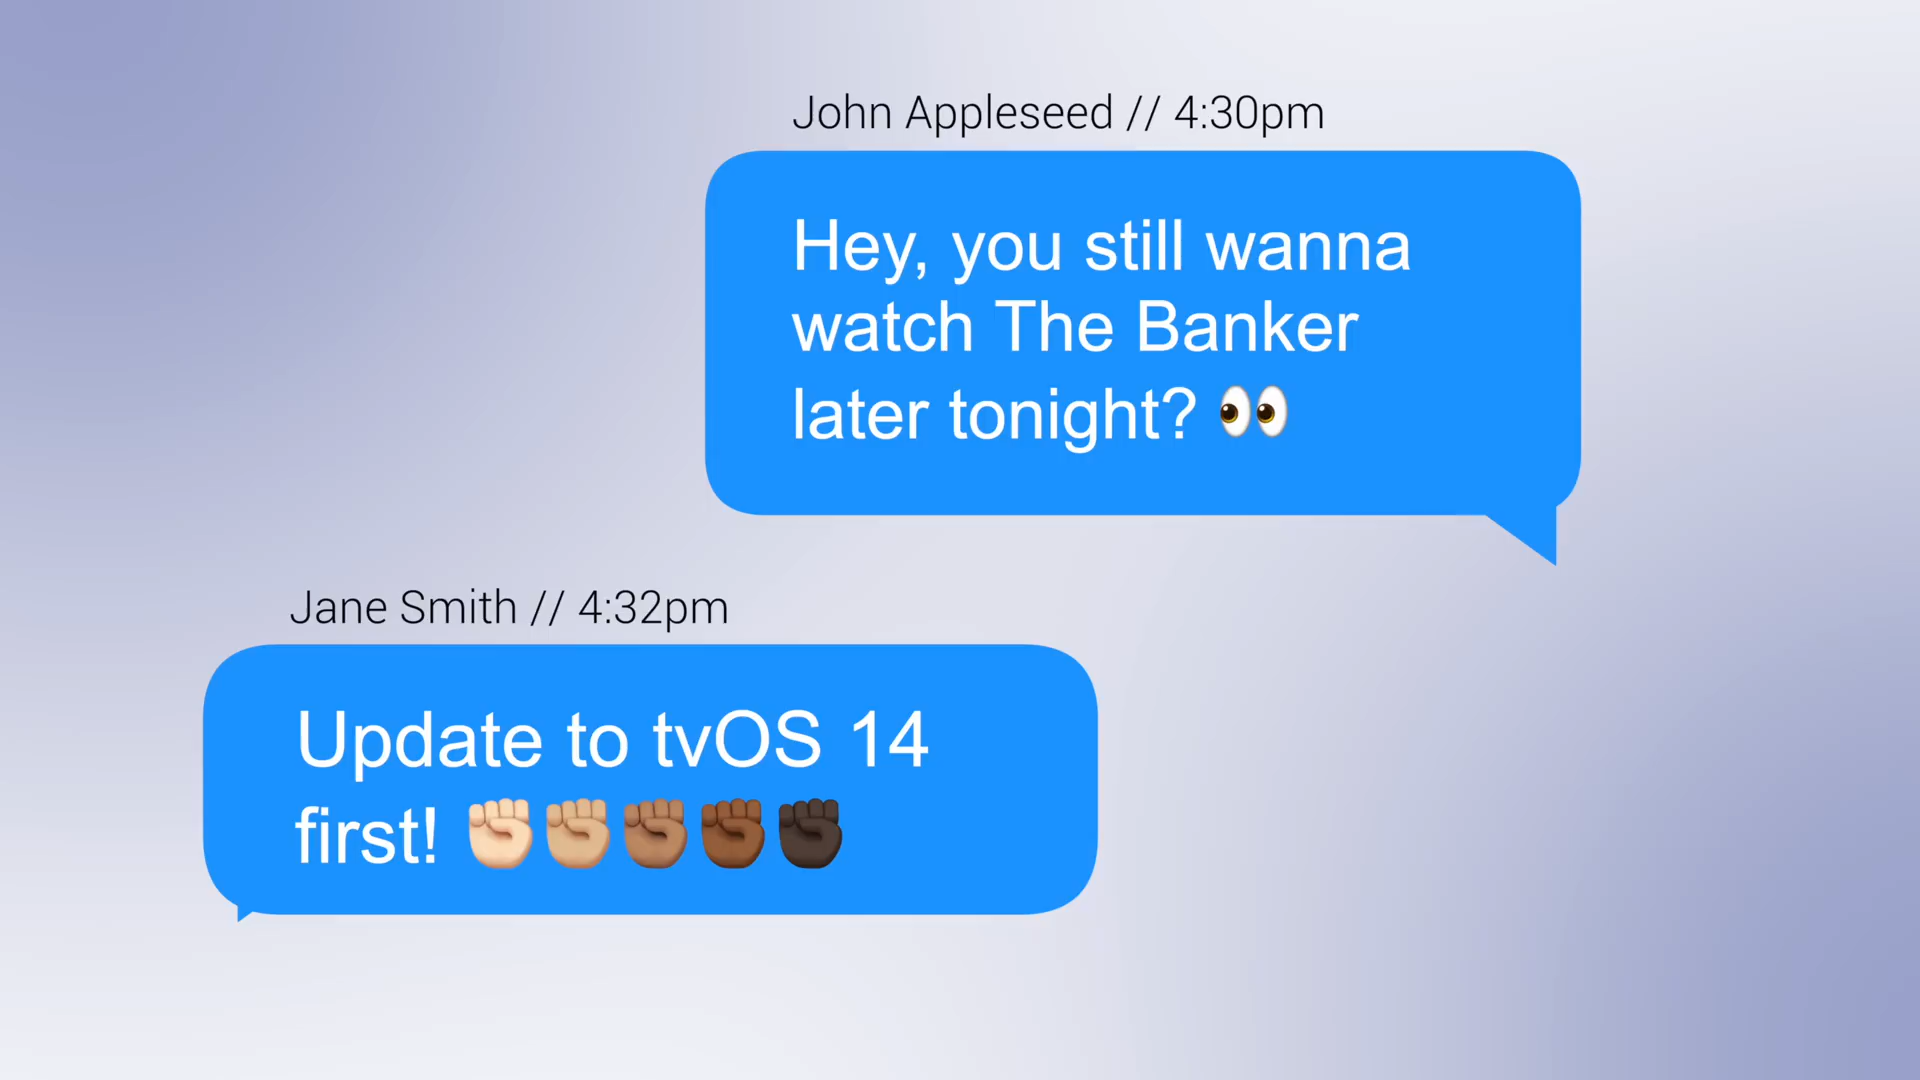 John Appleseed // 4:30pm
Hey, you still wanna
watch The Banker
later tonight? 👀
Jane Smith // 4:32pm
Update to tvOS 14
first! ✊🏻✊🏼✊🏽✊🏾✊🏿